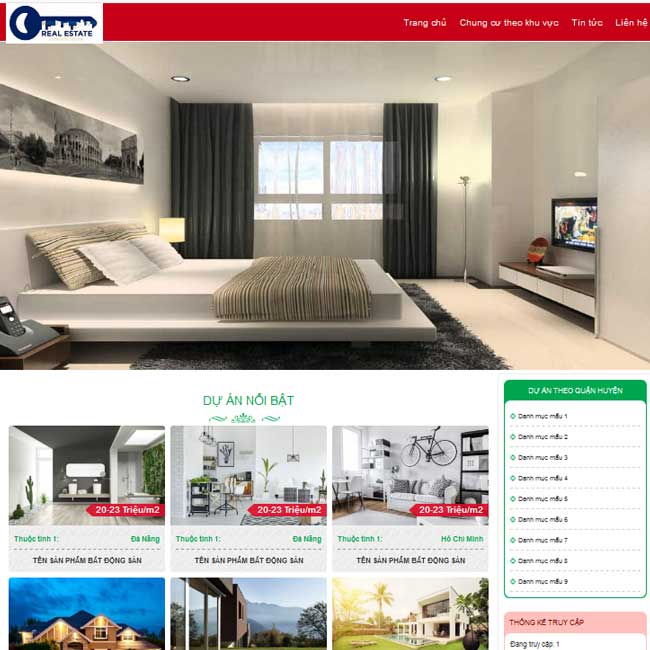 REAL ESTATE
Trang chủ
Chung cư theo khu vực
Tin tức
Liên hệ
DỰ ÁN NỔI BẬT
20-23 Triệu/m2
20-23 Triệu/m2
20-23 Triệu/m2
Thuộc tính 1: Đà Nẵng
Thuộc tính 1: Đà Nẵng
Thuộc tính 1: Hồ Chí Minh
TÊN SẢN PHẨM BẤT ĐỘNG SẢN
TÊN SẢN PHẨM BẤT ĐỘNG SẢN
TÊN SẢN PHẨM BẤT ĐỘNG SẢN
DỰ ÁN THEO QUẬN HUYỆN
Danh mục mẫu 1
Danh mục mẫu 2
Danh mục mẫu 3
Danh mục mẫu 4
Danh mục mẫu 5
Danh mục mẫu 6
Danh mục mẫu 7
Danh mục mẫu 8
Danh mục mẫu 9
THỐNG KÊ TRUY CẬP
Đang truy cập: 1